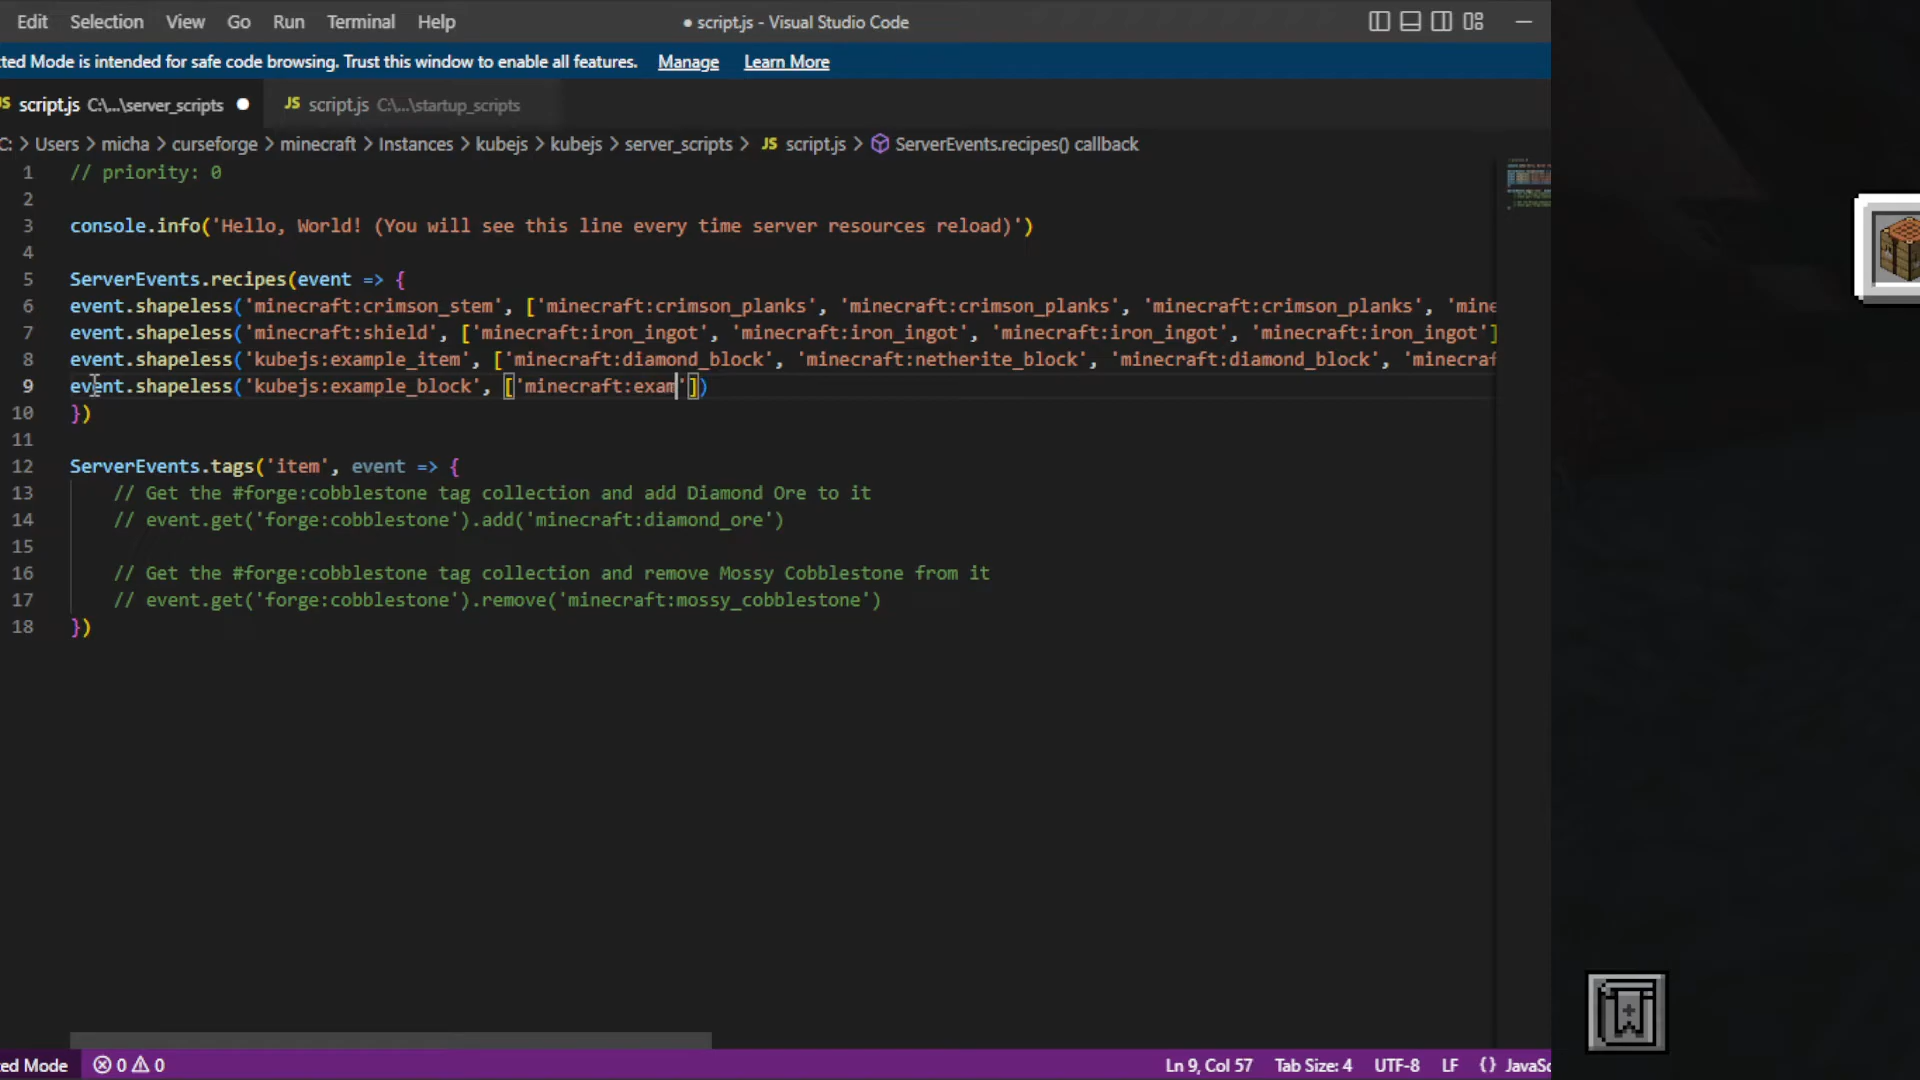 Edit Selection View Go Run Terminal Help ● script.js - Visual Studio Code
ted Mode is intended for safe code browsing. Trust this window to enable all features. Manage Learn More
JS script.js C:\...\server_scripts ● JS script.js C:\...\startup_scripts
C: > Users > micha > curseforge > minecraft > Instances > kubejs > kubejs > server_scripts > JS script.js > ServerEvents.recipes() callback
1 // priority: 0
2
3 console.info('Hello, World! (You will see this line every time server resources reload)')
4
5 ServerEvents.recipes(event => {
6 event.shapeless('minecraft:crimson_stem', ['minecraft:crimson_planks', 'minecraft:crimson_planks', 'minecraft:crimson_planks', 'mine
7 event.shapeless('minecraft:shield', ['minecraft:iron_ingot', 'minecraft:iron_ingot', 'minecraft:iron_ingot', 'minecraft:iron_ingot']
8 event.shapeless('kubejs:example_item', ['minecraft:diamond_block', 'minecraft:netherite_block', 'minecraft:diamond_block', 'minecraf
9 event.shapeless('kubejs:example_block', ['minecraft:exam'])
10 })
11
12 ServerEvents.tags('item', event => {
13 // Get the #forge:cobblestone tag collection and add Diamond Ore to it
14 // event.get('forge:cobblestone').add('minecraft:diamond_ore')
15
16 // Get the #forge:cobblestone tag collection and remove Mossy Cobblestone from it
17 // event.get('forge:cobblestone').remove('minecraft:mossy_cobblestone')
18 })
ted Mode 0 0 Ln 9, Col 57 Tab Size: 4 UTF-8 LF {} JavaSc